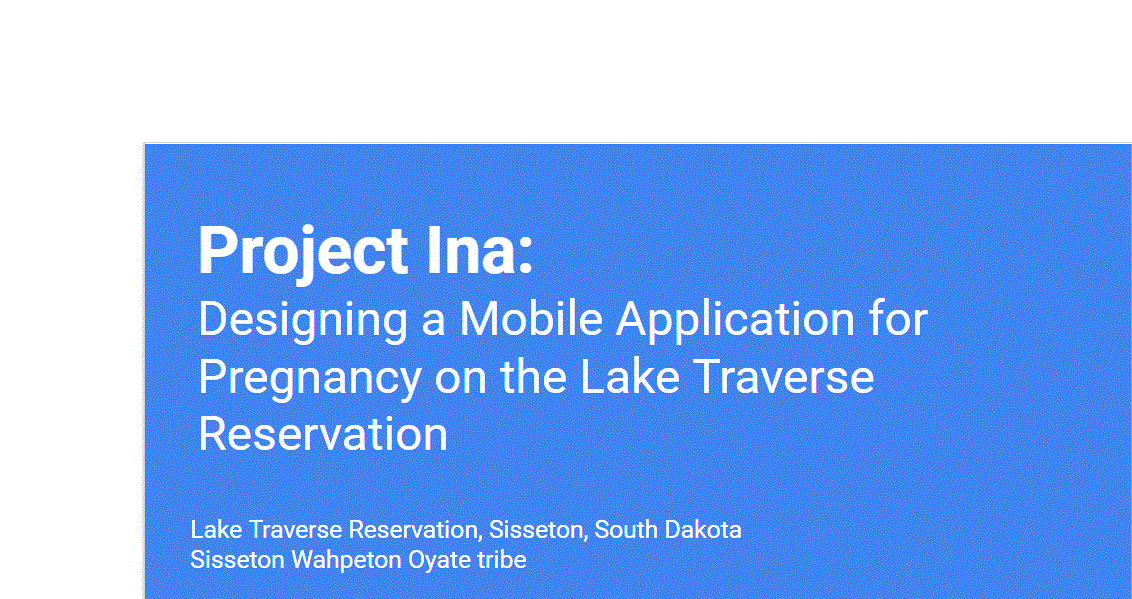 Project Ina:
Designing a Mobile Application for
Pregnancy on the Lake Traverse
Reservation
Lake Traverse Reservation, Sisseton, South Dakota
Sisseton Wahpeton Oyate tribe